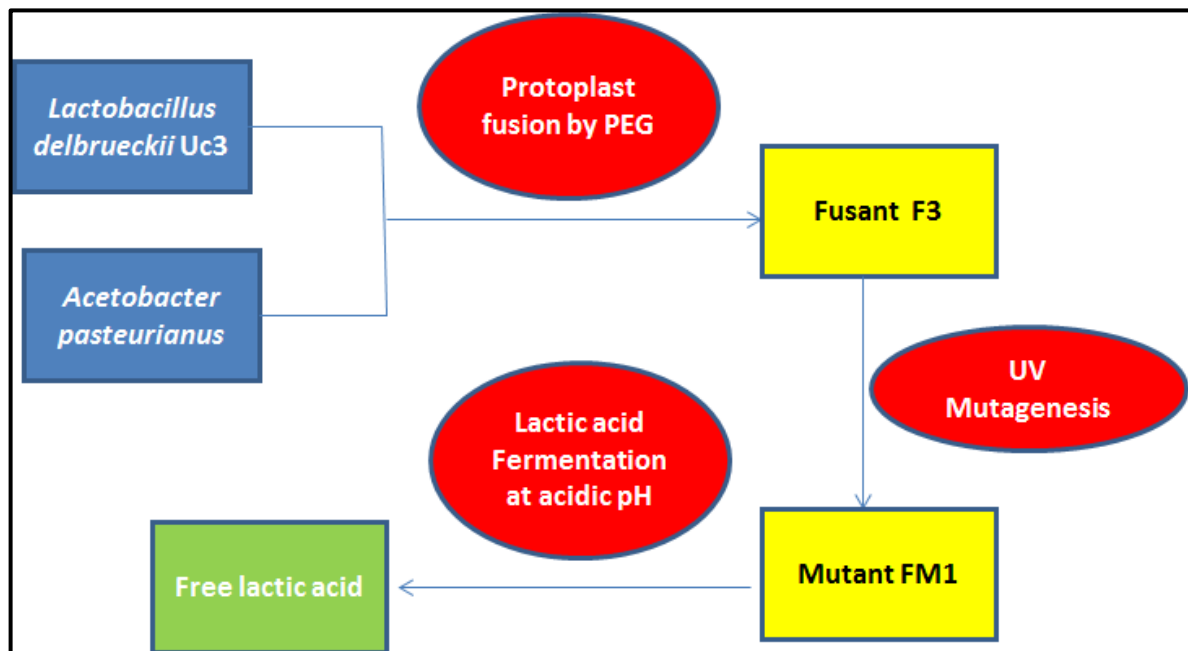 Lactobacillus
delbrueckii Uc3
Acetobacter
pasteurianus
Protoplast
fusion by PEG
Fusant F3
UV
Mutagenesis
Mutant FM1
Lactic acid
Fermentation
at acidic pH
Free lactic acid